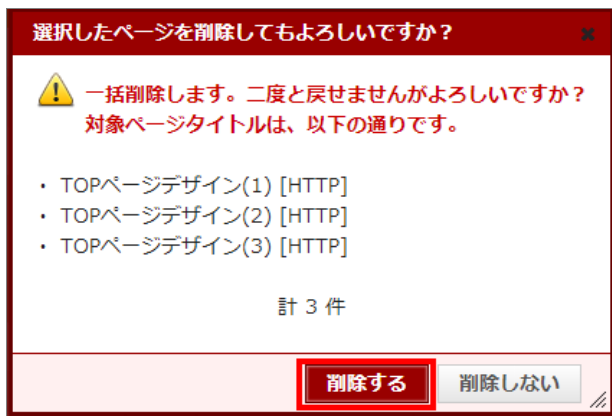 選択したページを削除してもよろしいですか？
一括削除します。二度と戻せませんがよろしいですか？
対象ページタイトルは、以下の通りです。
・ TOPページデザイン(1) [HTTP]
・ TOPページデザイン(2) [HTTP]
・ TOPページデザイン(3) [HTTP]
計 3 件
削除する 削除しない